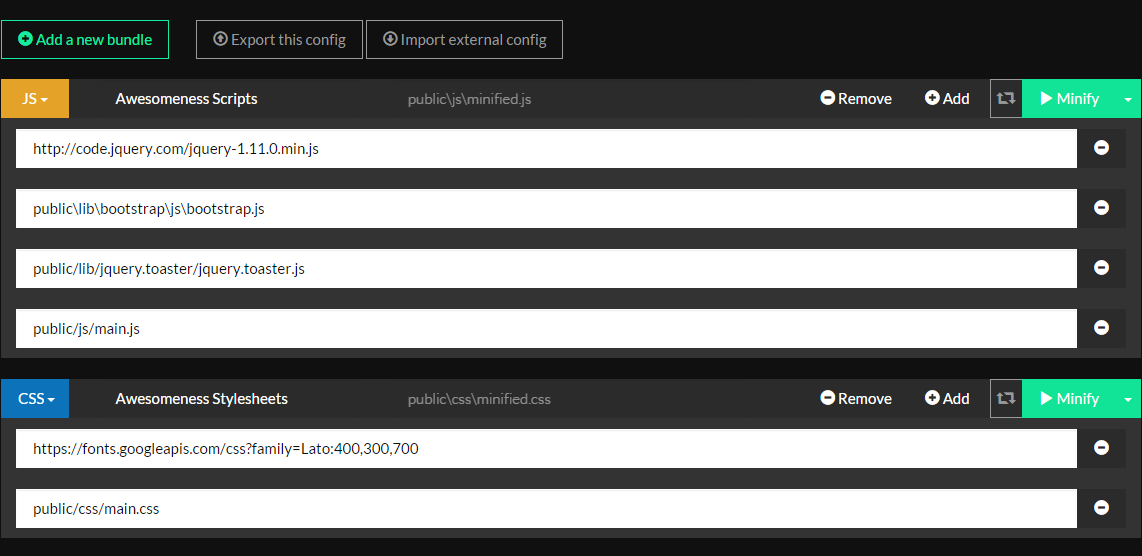 Add a new bundle Export this config Import external config
JS Awesomeness Scripts public\js\minified.js Remove Add Minify
http://code.jquery.com/jquery-1.11.0.min.js
public\lib\bootstrap\js\bootstrap.js
public/lib/jquery.toaster/jquery.toaster.js
public/js/main.js
CSS Awesomeness Stylesheets public\css\minified.css Remove Add Minify
https://fonts.googleapis.com/css?family=Lato:400,300,700
public/css/main.css